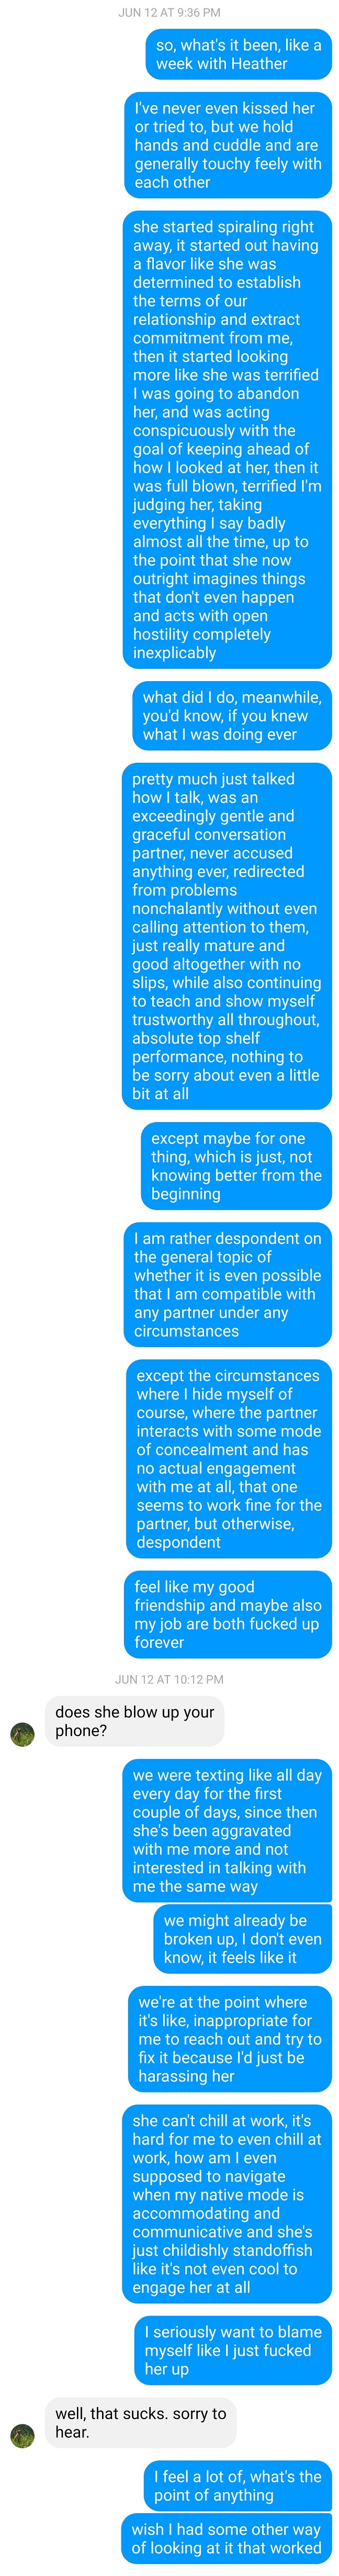 JUN 12 AT 9:36 PM
so, what's it been, like a
week with Heather
I've never even kissed her
or tried to, but we hold
hands and cuddle and are
generally touchy feely with
each other
she started spiraling right
away, it started out having
a flavor like she was
determined to establish
the terms of our
relationship and extract
commitment from me,
then it started looking
more like she was terrified
I was going to abandon
her, and was acting
conspicuously with the
goal of keeping ahead of
how I looked at her, then it
was full blown, terrified I'm
judging her, taking
everything I say badly
almost all the time, up to
the point that she now
outright imagines things
that don't even happen
and acts with open
hostility completely
inexplicably
what did I do, meanwhile,
you'd know, if you knew
what I was doing ever
pretty much just talked
how I talk, was an
exceedingly gentle and
graceful conversation
partner, never accused
anything ever, redirected
from problems
nonchalantly without even
calling attention to them,
just really mature and
good altogether with no
slips, while also continuing
to teach and show myself
trustworthy all throughout,
absolute top shelf
performance, nothing to
be sorry about even a little
bit at all
except maybe for one
thing, which is just, not
knowing better from the
beginning
I am rather despondent on
the general topic of
whether it is even possible
that I am compatible with
any partner under any
circumstances
except the circumstances
where I hide myself of
course, where the partner
interacts with some mode
of concealment and has
no actual engagement
with me at all, that one
seems to work fine for the
partner, but otherwise,
despondent
feel like my good
friendship and maybe also
my job are both fucked up
forever
JUN 12 AT 10:12 PM
does she blow up your
phone?
we were texting like all day
every day for the first
couple of days, since then
she's been aggravated
with me more and not
interested in talking with
me the same way
we might already be
broken up, I don't even
know, it feels like it
we're at the point where
it's like, inappropriate for
me to reach out and try to
fix it because I'd just be
harassing her
she can't chill at work, it's
hard for me to even chill at
work, how am I even
supposed to navigate
when my native mode is
accommodating and
communicative and she's
just childishly standoffish
like it's not even cool to
engage her at all
I seriously want to blame
myself like I just fucked
her up
well, that sucks. sorry to
hear.
I feel a lot of, what's the
point of anything
wish I had some other way
of looking at it that worked